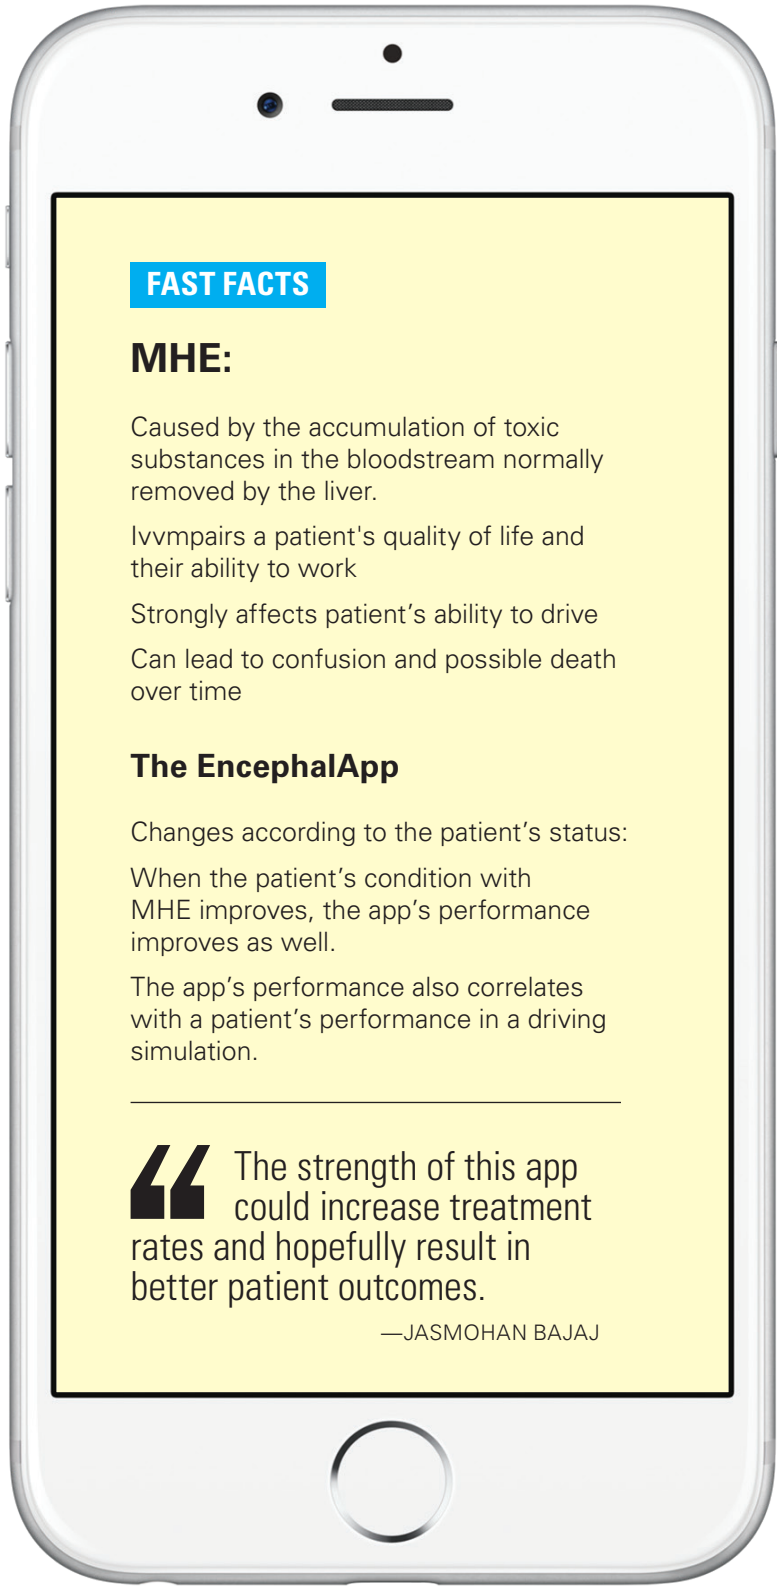 FAST FACTS
MHE:
Caused by the accumulation of toxic
substances in the bloodstream normally
removed by the liver.
Ivvmpairs a patient's quality of life and
their ability to work
Strongly affects patient’s ability to drive
Can lead to confusion and possible death
over time
The EncephalApp
Changes according to the patient’s status:
When the patient’s condition with
MHE improves, the app’s performance
improves as well.
The app’s performance also correlates
with a patient’s performance in a driving
simulation.
“ The strength of this app
could increase treatment
rates and hopefully result in
better patient outcomes.
—JASMOHAN BAJAJ